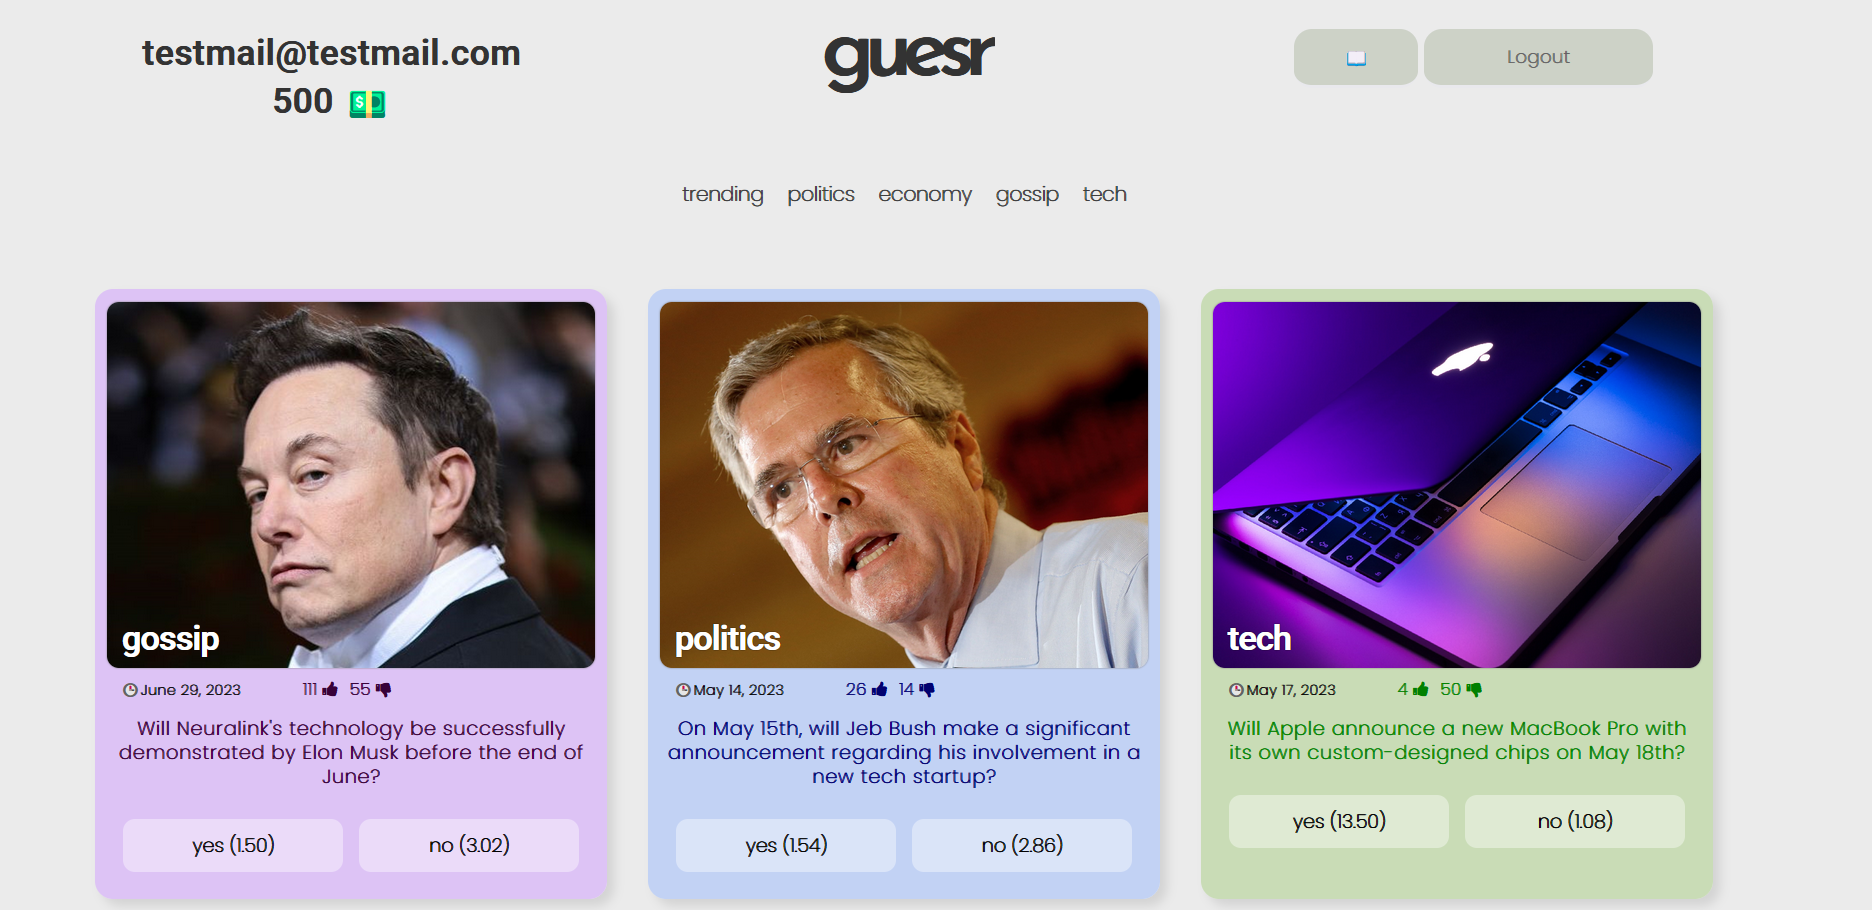 testmail@testmail.com
500
guesr
Logout
trending politics economy gossip tech
gossip
June 29, 2023 111 55
Will Neuralink's technology be successfully
demonstrated by Elon Musk before the end of
June?
yes (1.50) no (3.02)
politics
May 14, 2023 26 14
On May 15th, will Jeb Bush make a significant
announcement regarding his involvement in a
new tech startup?
yes (1.54) no (2.86)
tech
May 17, 2023 4 50
Will Apple announce a new MacBook Pro with
its own custom-designed chips on May 18th?
yes (13.50) no (1.08)